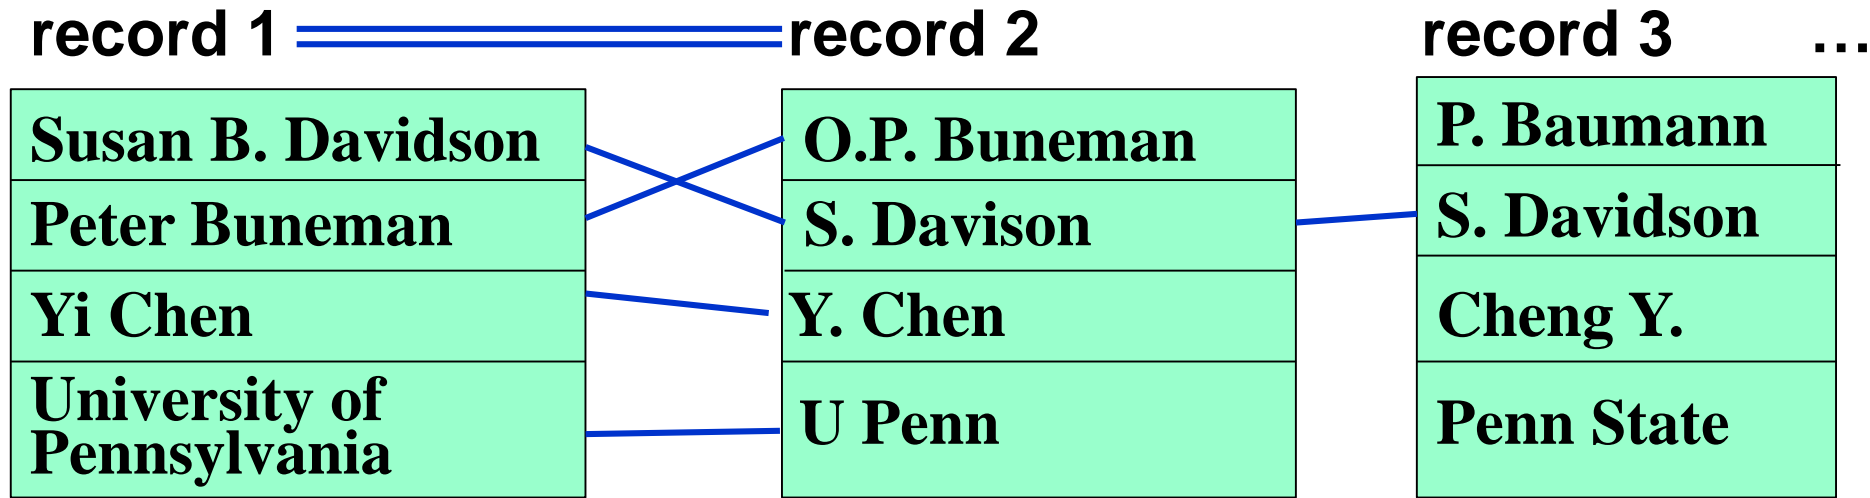 record 1
record 2
record 3
…
Susan B. Davidson
Peter Buneman
Yi Chen
University of
Pennsylvania
O.P. Buneman
S. Davison
Y. Chen
U Penn
P. Baumann
S. Davidson
Cheng Y.
Penn State